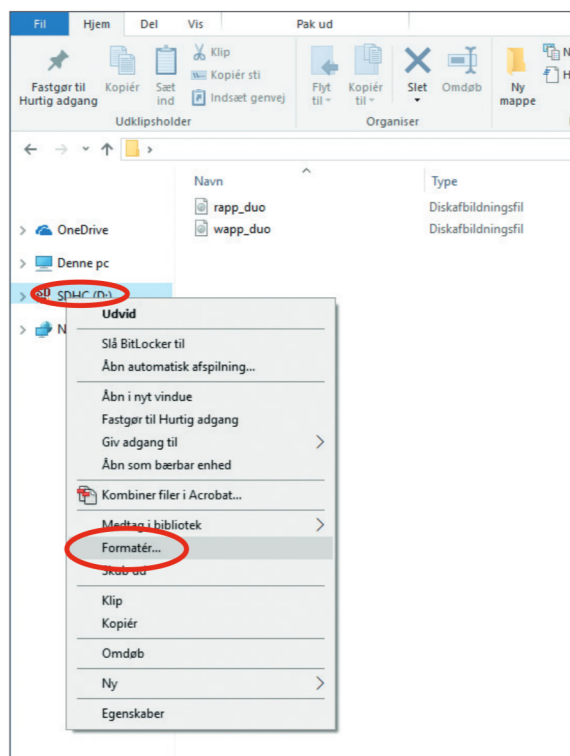 Fil Hjem Del Vis Pak ud
Fastgør til
Hurtig adgang
Kopiér
Sæt
ind
Klip
Kopiér sti
Indsæt genvej
Udklipsholder
Flyt
til
Kopiér
til
Slet
Omdøb
Organiser
Ny
mappe
N
H
Navn Type
rapp_duo Diskafbildningsfil
wapp_duo Diskafbildningsfil
OneDrive
Denne pc
SDHC (D:)
N
Udvid
Slå BitLocker til
Åbn automatisk afspilning...
Åbn i nyt vindue
Fastgør til Hurtig adgang
Giv adgang til
Åbn som bærbar enhed
Kombiner filer i Acrobat...
Medtag i bibliotek
Formatér...
Skub ud
Klip
Kopiér
Omdøb
Ny
Egenskaber